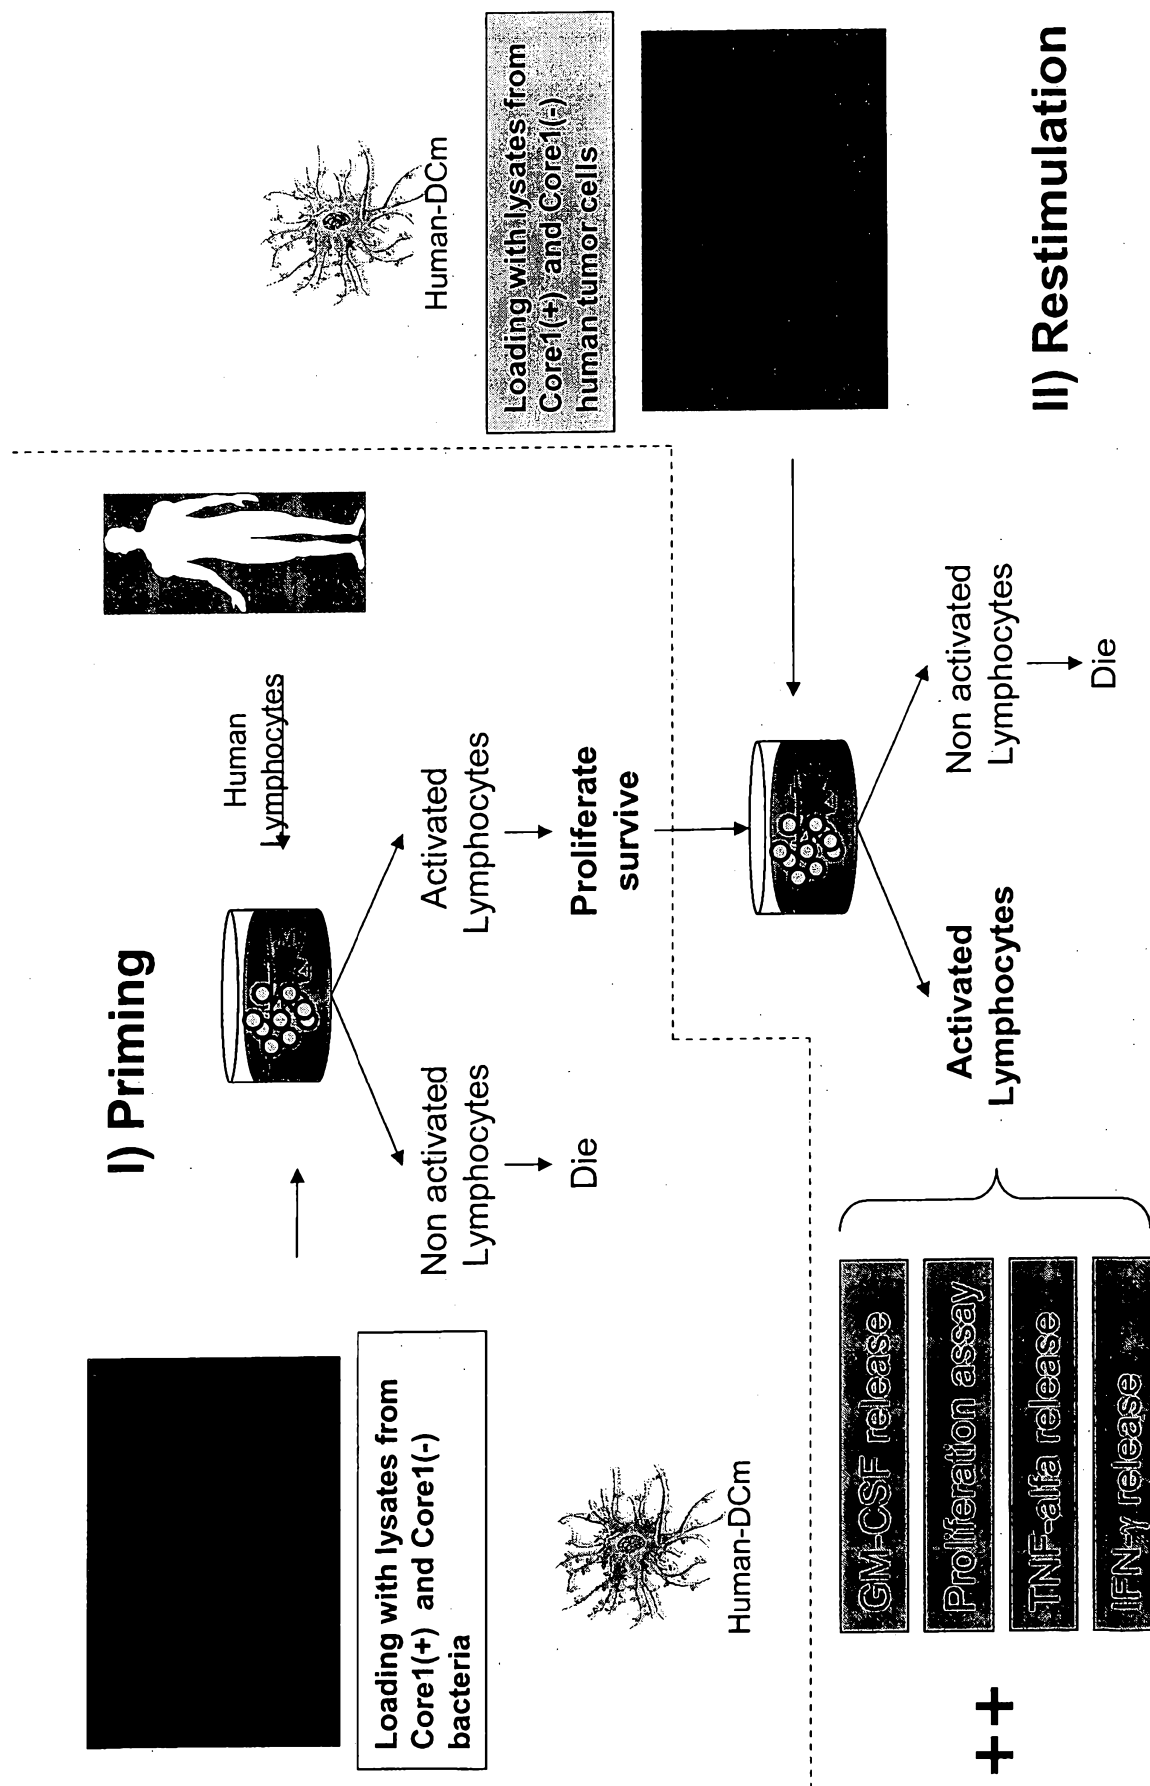 I) Priming
Loading with lysates from
Core1(+) and Core1(-)
bacteria
Human-DCm
Human
Lymphocytes
Non activated
Lymphocytes
Die
Activated
Lymphocytes
Proliferate
survive
Human-DCm
Loading with lysates from
Core1(+) and Core1(-)
human tumor cells
II) Restimulation
Activated
Lymphocytes
Non activated
Lymphocytes
Die
++
GM-CSF release
Proliferation assay
TNF-alfa release
IFN-γ release